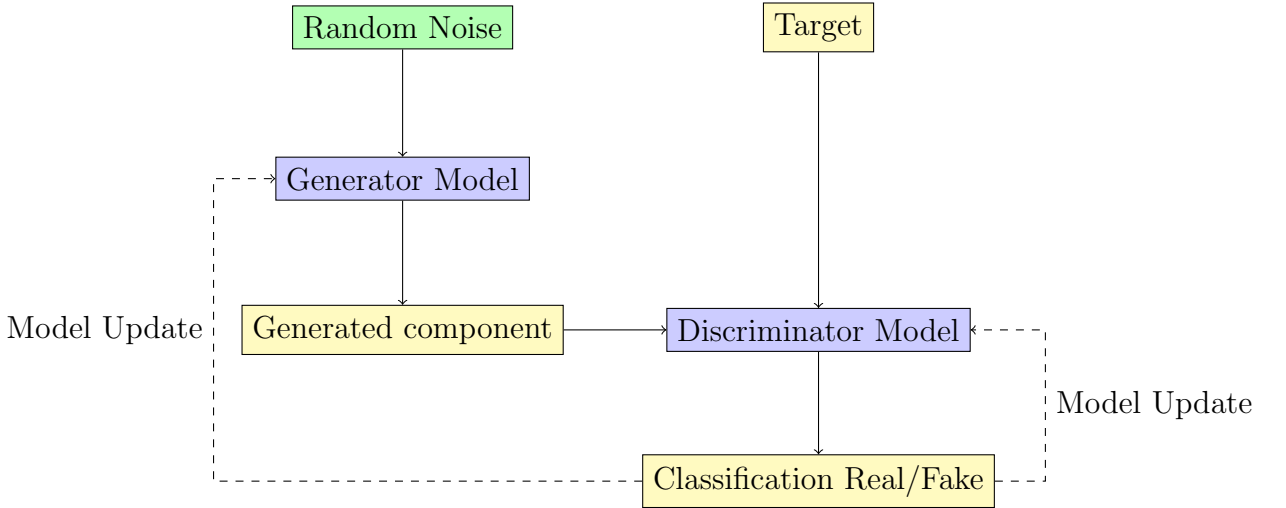 Random Noise
Target
Generator Model
Model Update
Generated component
Discriminator Model
Model Update
Classification Real/Fake